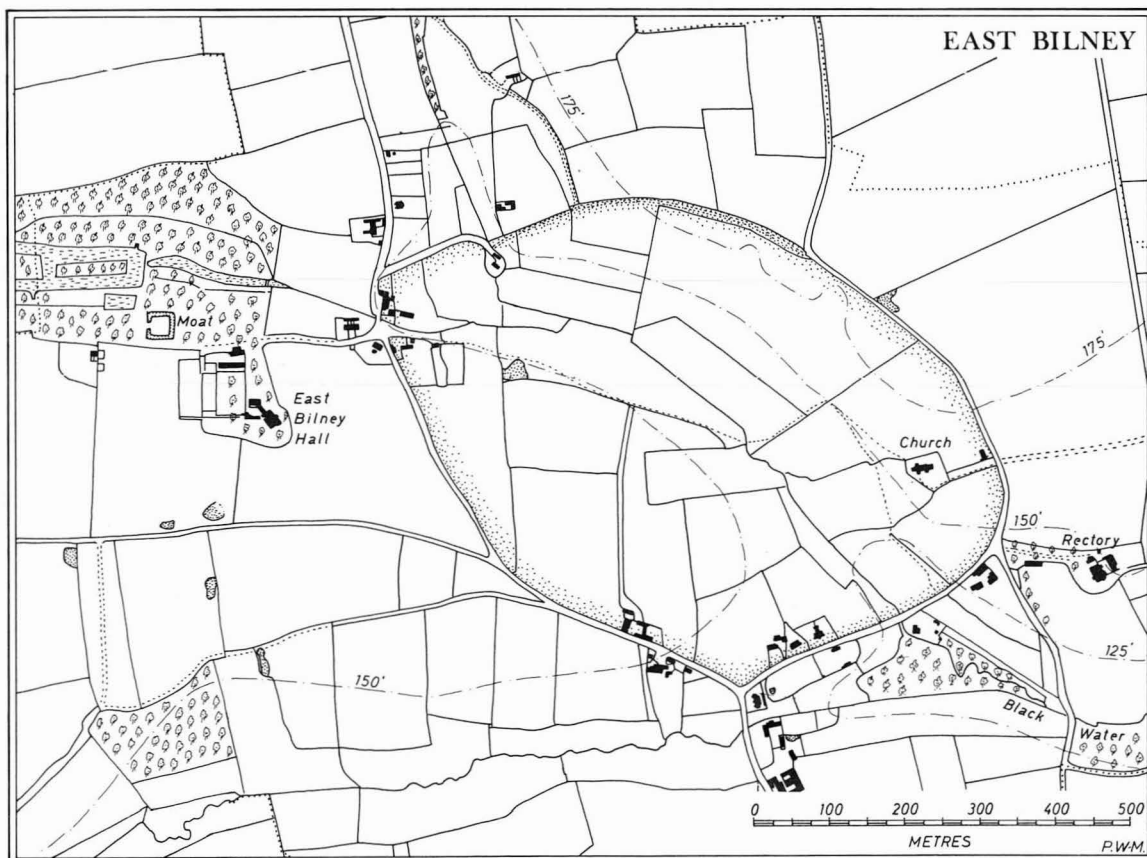 EAST BILNEY
175'
Moat
175'
East
Bilney
Hall
Church
150'
Rectory
125'
150'
Black
Water
0 100 200 300 400 500
METRES
P.W-M.